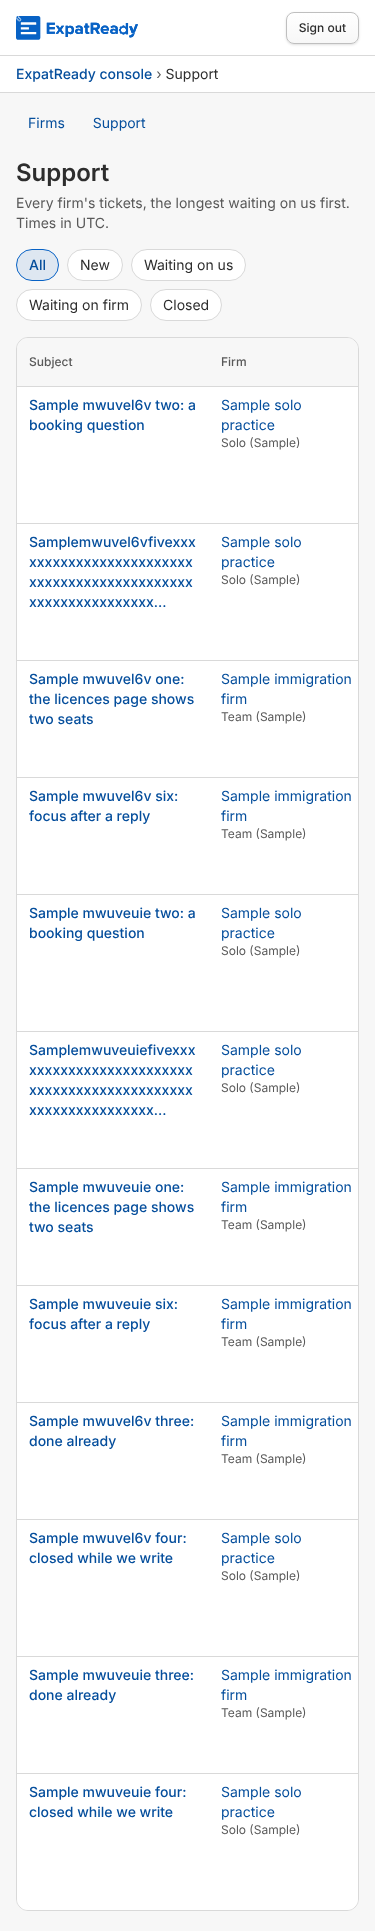 ExpatReady
Sign out
ExpatReady console › Support
Firms
Support
Support
Every firm's tickets, the longest waiting on us first.
Times in UTC.
All
New
Waiting on us
Waiting on firm
Closed
Subject
Firm
Sample mwuvel6v two: a
booking question
Sample solo
practice
Solo (Sample)
Samplemwuvel6vfivexxx
xxxxxxxxxxxxxxxxxxxxx
xxxxxxxxxxxxxxxxxxxxx
xxxxxxxxxxxxxxxx…
Sample solo
practice
Solo (Sample)
Sample mwuvel6v one:
the licences page shows
two seats
Sample immigration
firm
Team (Sample)
Sample mwuvel6v six:
focus after a reply
Sample immigration
firm
Team (Sample)
Sample mwuveuie two: a
booking question
Sample solo
practice
Solo (Sample)
Samplemwuveuiefivexxx
xxxxxxxxxxxxxxxxxxxxx
xxxxxxxxxxxxxxxxxxxxx
xxxxxxxxxxxxxxxx…
Sample solo
practice
Solo (Sample)
Sample mwuveuie one:
the licences page shows
two seats
Sample immigration
firm
Team (Sample)
Sample mwuveuie six:
focus after a reply
Sample immigration
firm
Team (Sample)
Sample mwuvel6v three:
done already
Sample immigration
firm
Team (Sample)
Sample mwuvel6v four:
closed while we write
Sample solo
practice
Solo (Sample)
Sample mwuveuie three:
done already
Sample immigration
firm
Team (Sample)
Sample mwuveuie four:
closed while we write
Sample solo
practice
Solo (Sample)